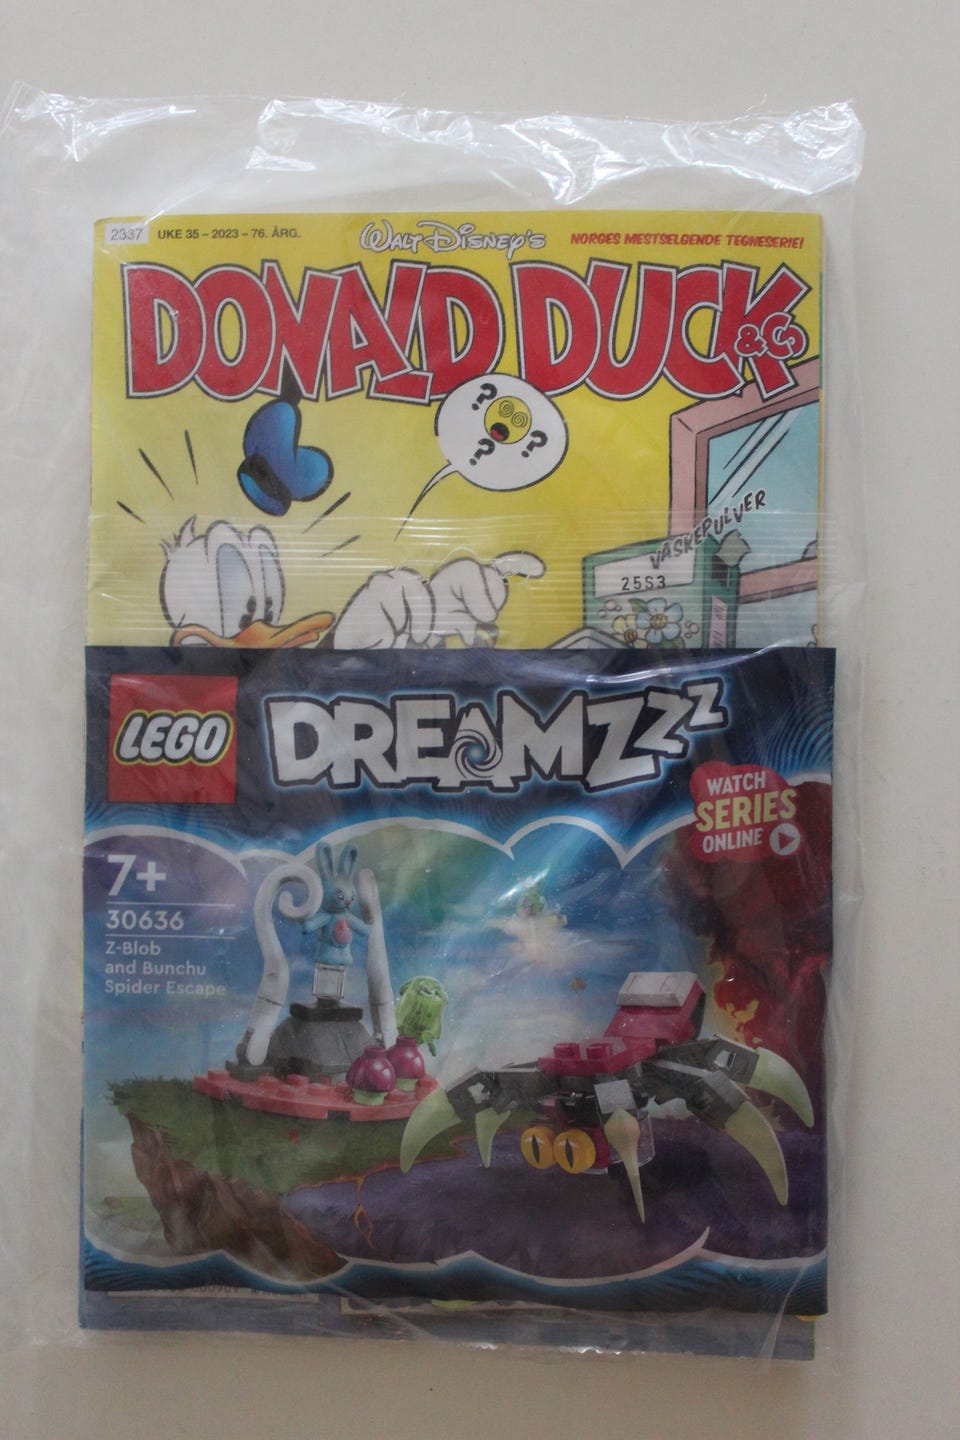 2337 UKE 35 – 2023 – 76. ÅRG.
WALT DISNEY'S
NORGES MESTSELGENDE TEGNESERIE!
DONALD DUCK
& Co
? ? ?
VASKEPULVER
25S3
LEGO
DREAMZZZ
WATCH
SERIES
ONLINE
7+
30636
Z-Blob
and Bunchu
Spider Escape